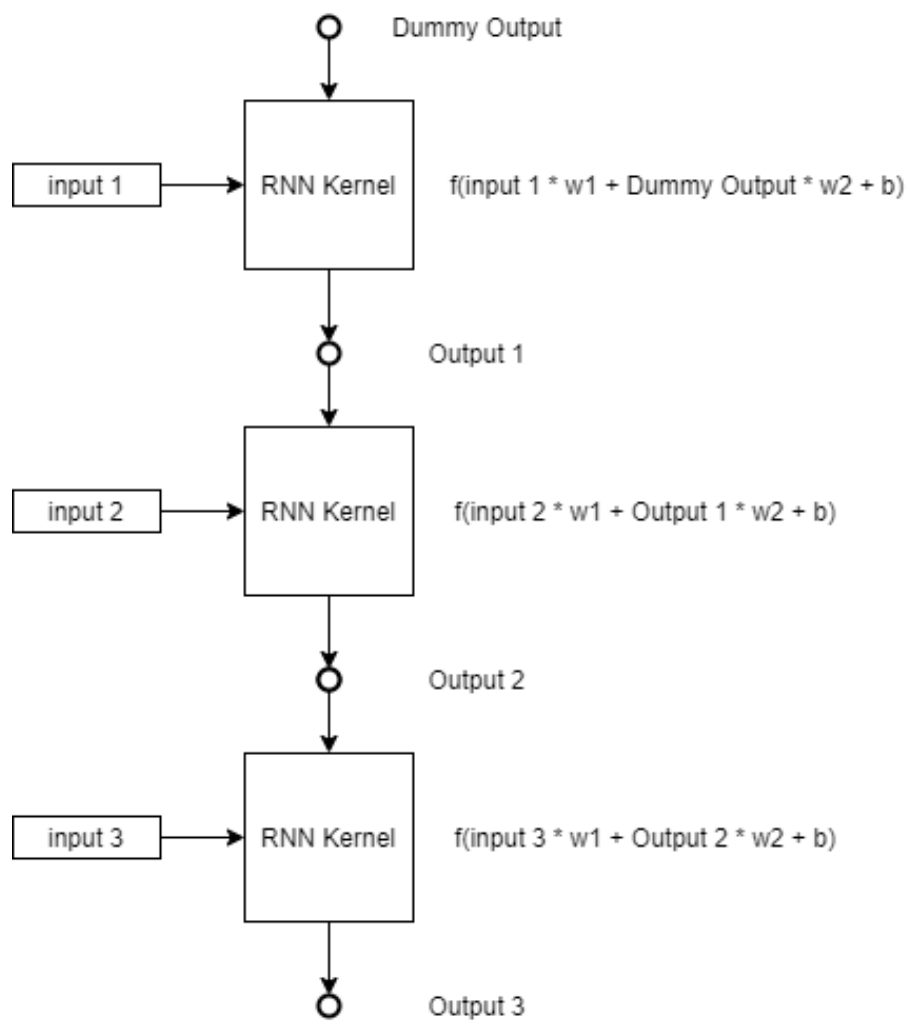 Dummy Output
input 1
RNN Kernel
f(input 1 * w1 + Dummy Output * w2 + b)
Output 1
input 2
RNN Kernel
f(input 2 * w1 + Output 1 * w2 + b)
Output 2
input 3
RNN Kernel
f(input 3 * w1 + Output 2 * w2 + b)
Output 3